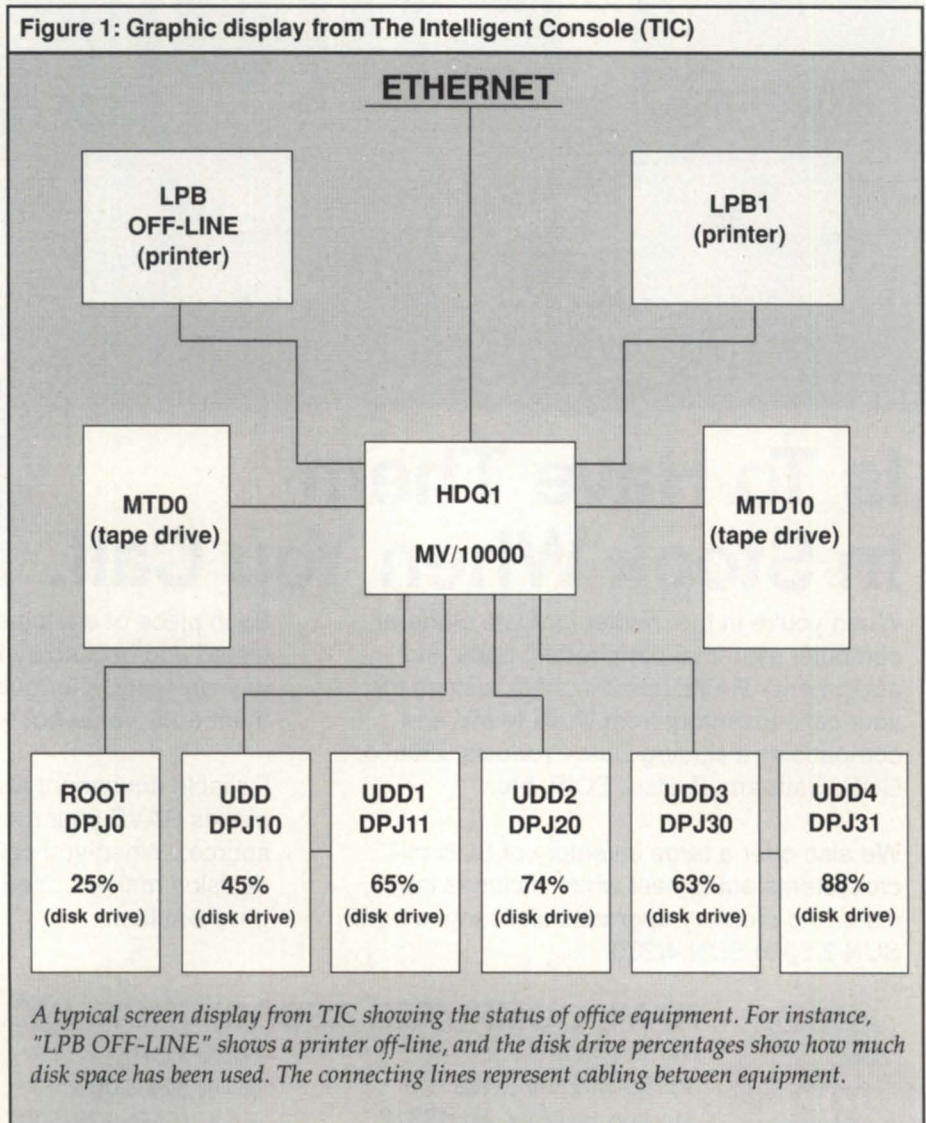 Figure 1: Graphic display from The Intelligent Console (TIC)
ETHERNET
LPB
OFF-LINE
(printer)
LPB1
(printer)
MTD0
(tape drive)
HDQ1
MV/10000
MTD10
(tape drive)
ROOT
DPJ0
25%
(disk drive)
UDD
DPJ10
45%
(disk drive)
UDD1
DPJ11
65%
(disk drive)
UDD2
DPJ20
74%
(disk drive)
UDD3
DPJ30
63%
(disk drive)
UDD4
DPJ31
88%
(disk drive)
A typical screen display from TIC showing the status of office equipment. For instance,
"LPB OFF-LINE" shows a printer off-line, and the disk drive percentages show how much
disk space has been used. The connecting lines represent cabling between equipment.